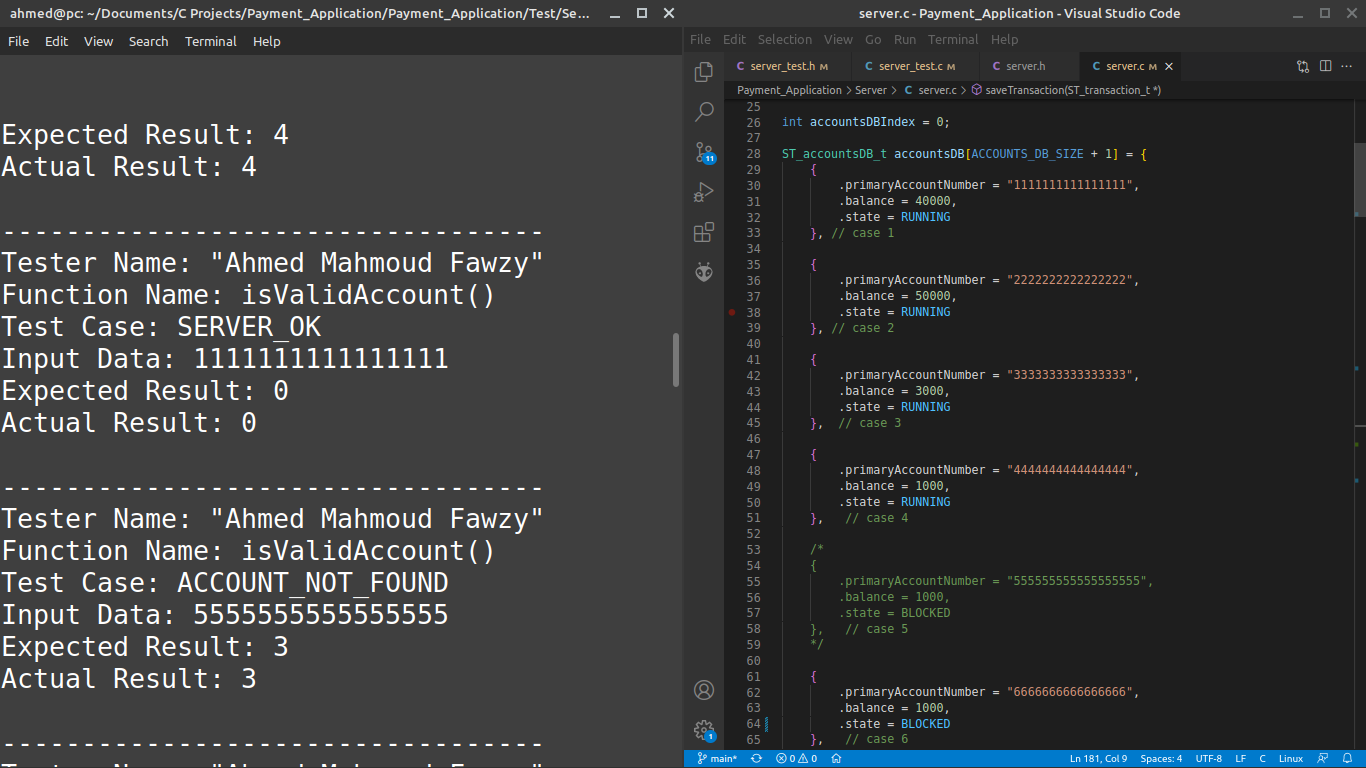 ahmed@pc: ~/Documents/C Projects/Payment_Application/Payment_Application/Test/Se...
File Edit View Search Terminal Help
Expected Result: 4
Actual Result: 4
----------------------------------
Tester Name: "Ahmed Mahmoud Fawzy"
Function Name: isValidAccount()
Test Case: SERVER_OK
Input Data: 1111111111111111
Expected Result: 0
Actual Result: 0
----------------------------------
Tester Name: "Ahmed Mahmoud Fawzy"
Function Name: isValidAccount()
Test Case: ACCOUNT_NOT_FOUND
Input Data: 5555555555555555
Expected Result: 3
Actual Result: 3
----------------------------------
Tester Name: "Ahmed Mahmoud Fawzy"
server.c - Payment_Application - Visual Studio Code
File Edit Selection View Go Run Terminal Help
C server_test.h M C server_test.c M C server.h C server.c M
Payment_Application > Server > C server.c > saveTransaction(ST_transaction_t *)
25
26 int accountsDBIndex = 0;
27
28 ST_accountsDB_t accountsDB[ACCOUNTS_DB_SIZE + 1] = {
29 {
30 .primaryAccountNumber = "1111111111111111",
31 .balance = 40000,
32 .state = RUNNING
33 }, // case 1
34
35 {
36 .primaryAccountNumber = "2222222222222222",
37 .balance = 50000,
38 .state = RUNNING
39 }, // case 2
40
41 {
42 .primaryAccountNumber = "3333333333333333",
43 .balance = 3000,
44 .state = RUNNING
45 }, // case 3
46
47 {
48 .primaryAccountNumber = "4444444444444444",
49 .balance = 1000,
50 .state = RUNNING
51 }, // case 4
52
53 /*
54 {
55 .primaryAccountNumber = "555555555555555555",
56 .balance = 1000,
57 .state = BLOCKED
58 }, // case 5
59 */
60
61 {
62 .primaryAccountNumber = "6666666666666666",
63 .balance = 1000,
64 .state = BLOCKED
65 }, // case 6
11
1
main* 0 0 Ln 181, Col 9 Spaces: 4 UTF-8 LF C Linux